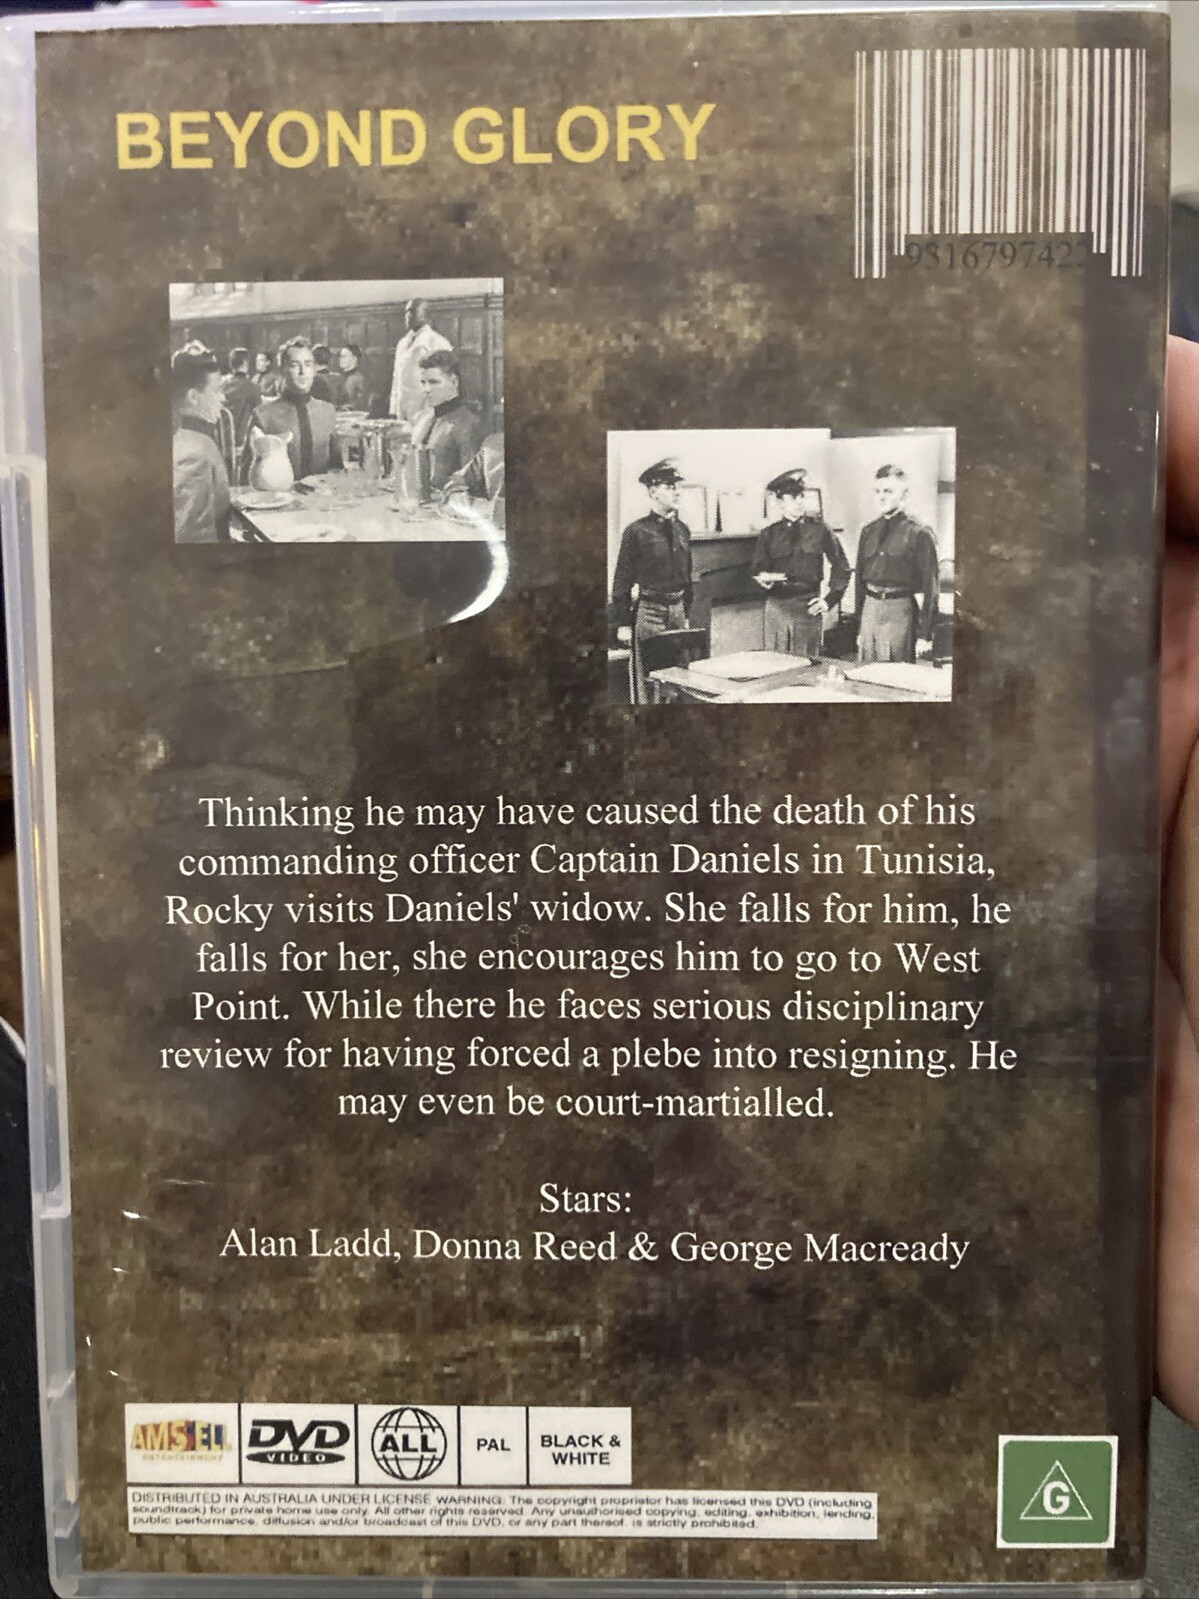 BEYOND GLORY
Thinking he may have caused the death of his
commanding officer Captain Daniels in Tunisia,
Rocky visits Daniels' widow. She falls for him, he
falls for her, she encourages him to go to West
Point. While there he faces serious disciplinary
review for having forced a plebe into resigning. He
may even be court-martialled.
Stars:
Alan Ladd, Donna Reed & George Macready
AMSELL
ENTERTAINMENT
DVD
VIDEO
ALL
PAL
BLACK &
WHITE
DISTRIBUTED IN AUSTRALIA UNDER LICENSE WARNING: The copyright proprietor has licensed this DVD (including
soundtrack) for private home use only. All other rights reserved. Any unauthorised copying, editing, exhibition, lending,
public performance, diffusion and/or broadcast of this DVD, or any part thereof, is strictly prohibited.
G